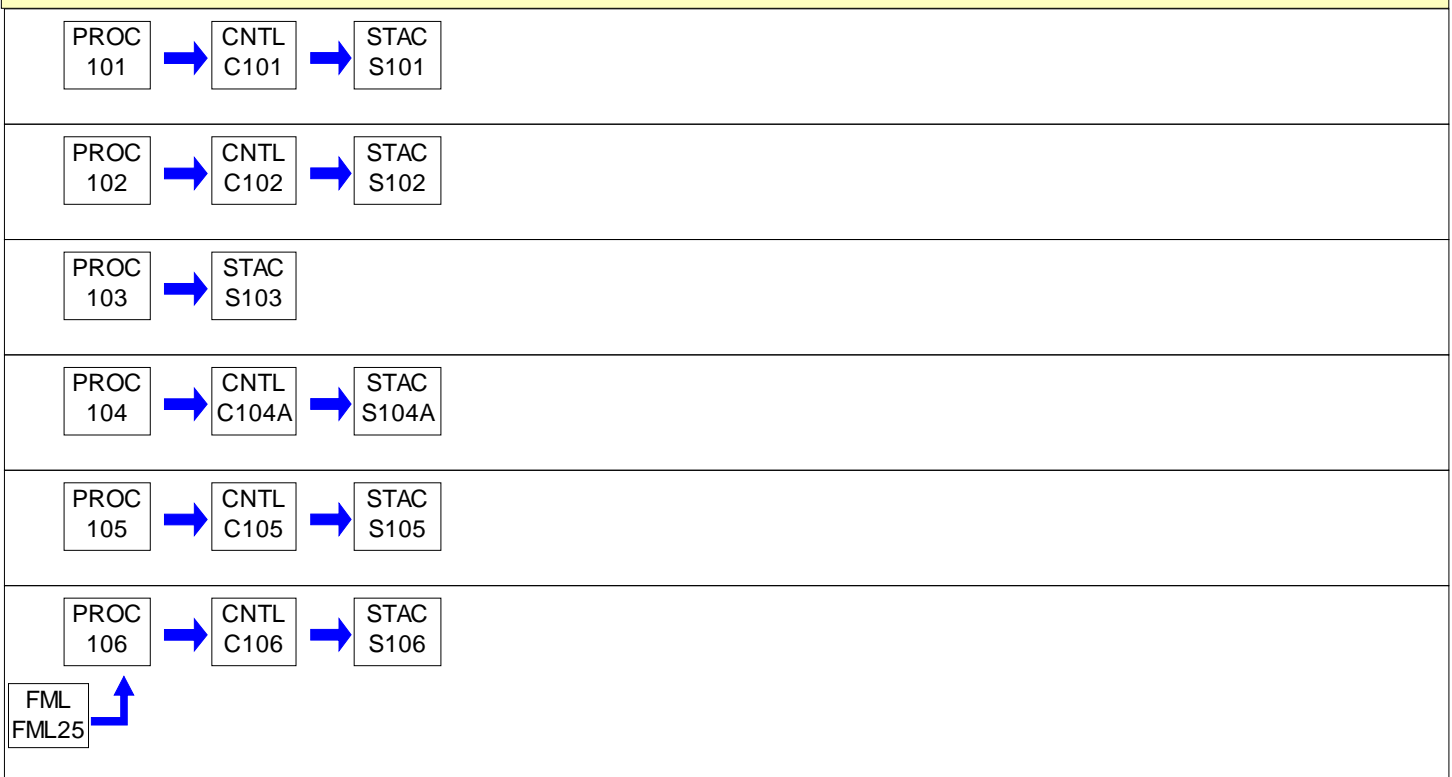 PROC CNTL STAC
101 C101 S101
PROC CNTL STAC
102 C102 S102
PROC STAC
103 S103
PROC CNTL STAC
104 C104A S104A
PROC CNTL STAC
105 C105 S105
PROC CNTL STAC
106 C106 S106
FML
FML25